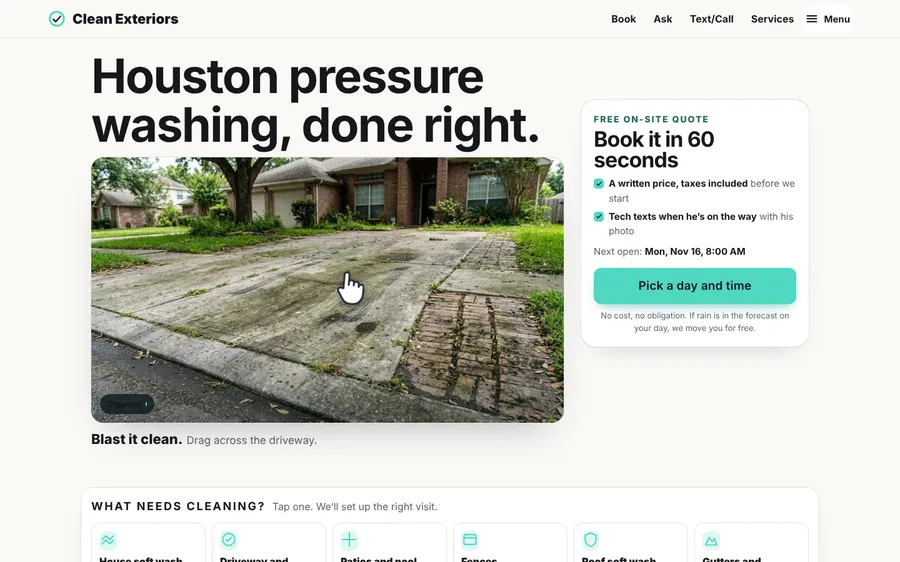 Clean Exteriors
Book
Ask
Text/Call
Services
Menu
Houston pressure
washing, done right.
FREE ON-SITE QUOTE
Book it in 60
seconds
A written price, taxes included before we
start
Tech texts when he's on the way with his
photo
Next open: Mon, Nov 16, 8:00 AM
Pick a day and time
No cost, no obligation. If rain is in the forecast on
your day, we move you for free.
Blast it clean. Drag across the driveway.
WHAT NEEDS CLEANING? Tap one. We'll set up the right visit.
House soft wash
Driveway and
Patios and pool
Fences
Roof soft wash
Gutters and